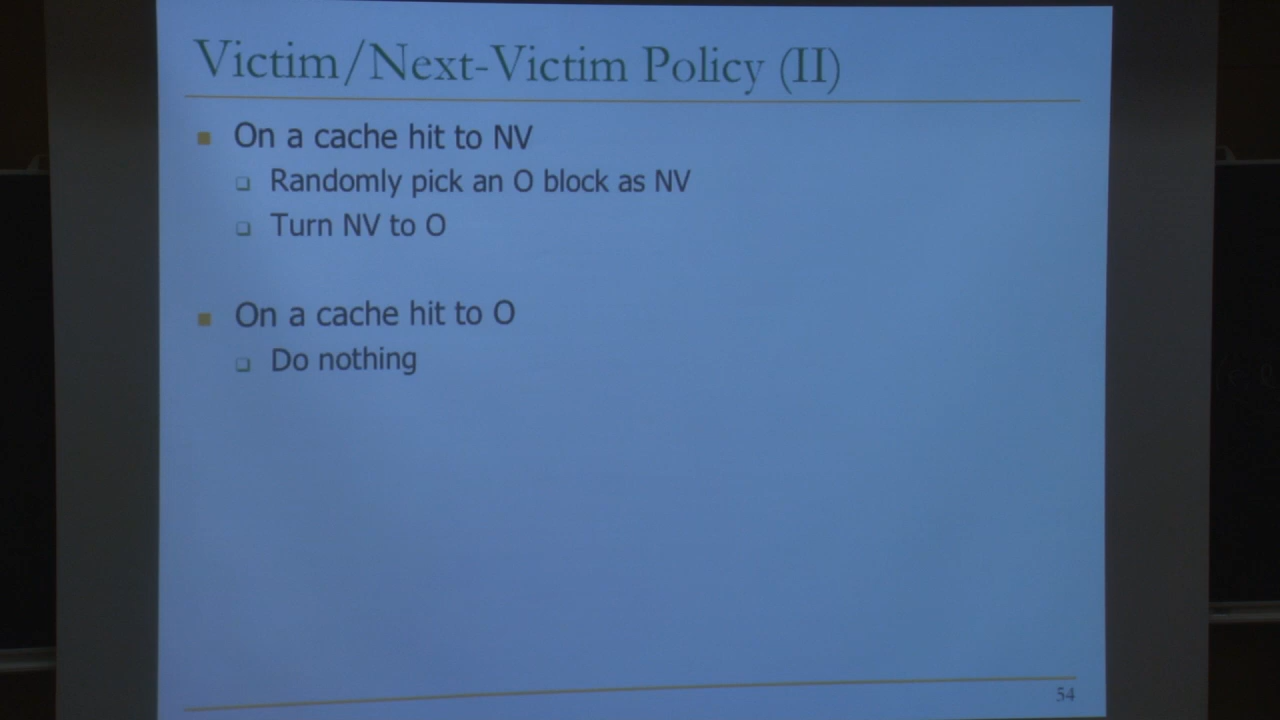 Victim/Next-Victim Policy (II)
On a cache hit to NV
Randomly pick an O block as NV
Turn NV to O
On a cache hit to O
Do nothing
54